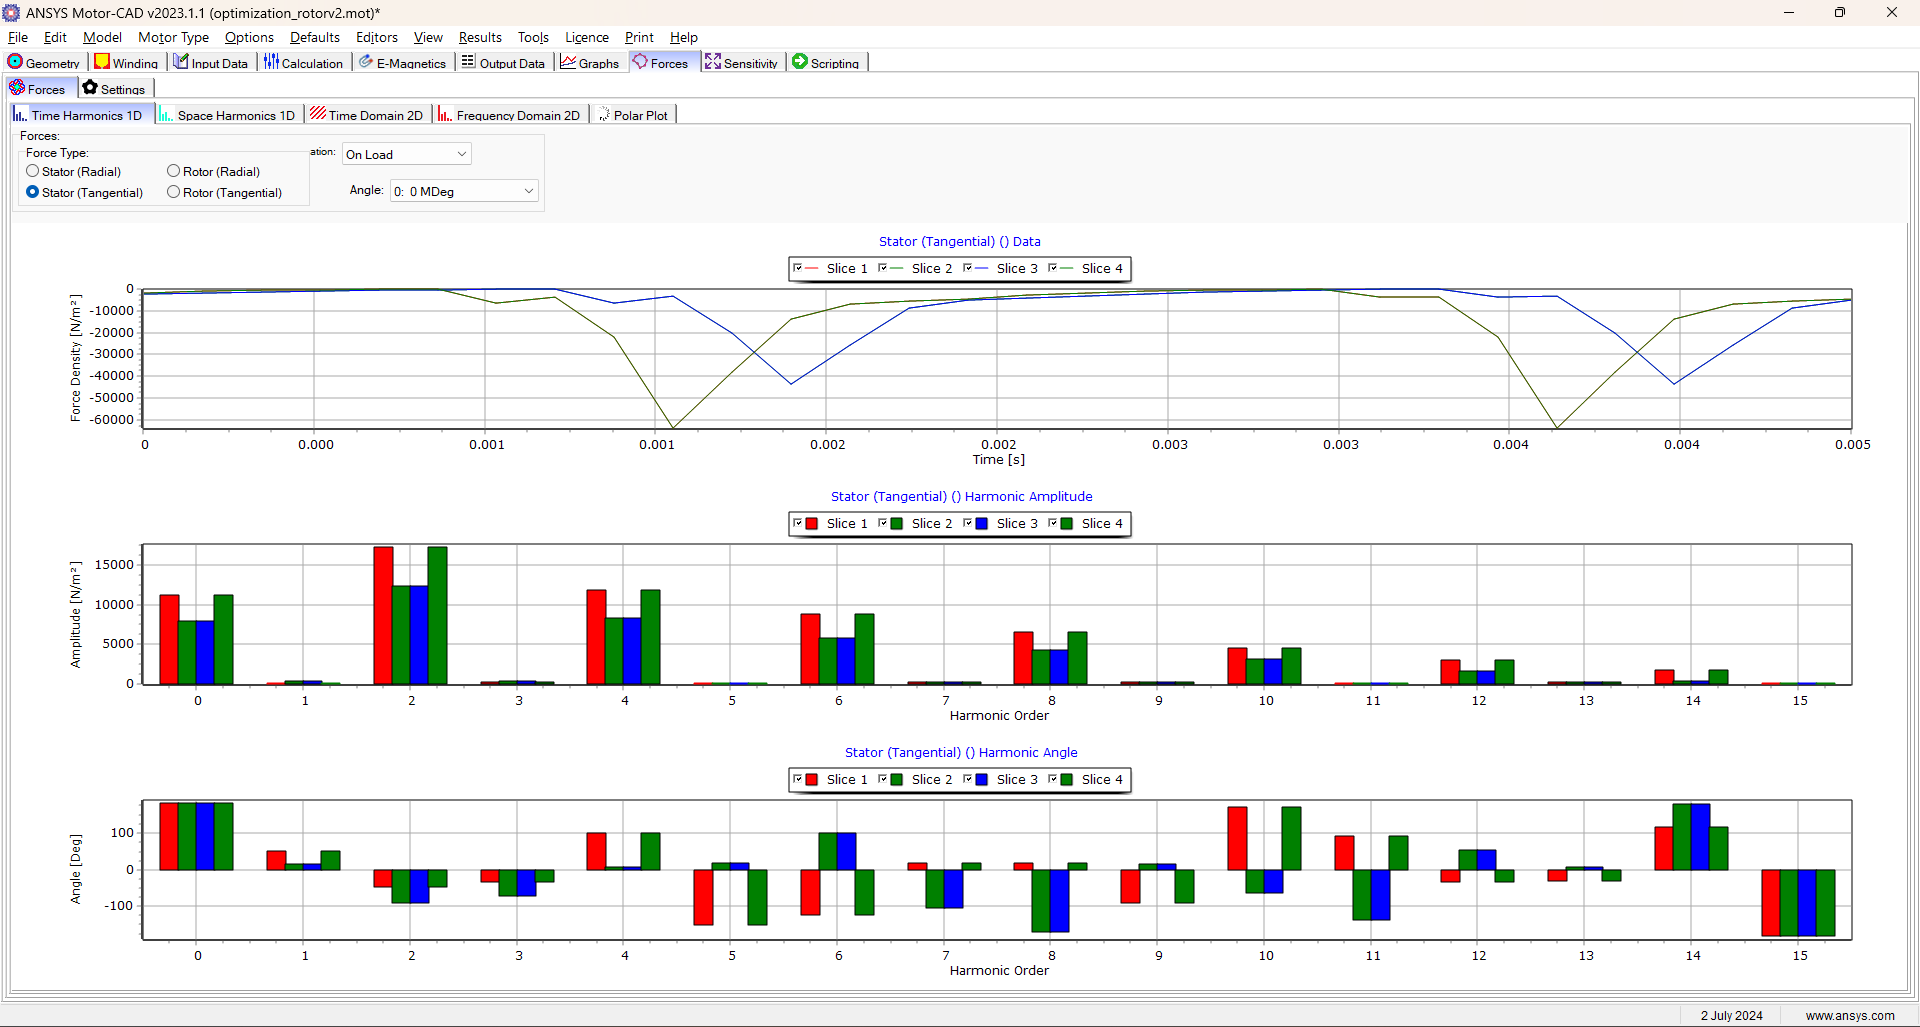 ANSYS Motor-CAD v2023.1.1 (optimization_rotorv2.mot)*
File Edit Model Motor Type Options Defaults Editors View Results Tools Licence Print Help
Geometry Winding Input Data Calculation E-Magnetics Output Data Graphs Forces Sensitivity Scripting
Forces Settings
Time Harmonics 1D Space Harmonics 1D Time Domain 2D Frequency Domain 2D Polar Plot
Forces:
Force Type:
Stator (Radial) Rotor (Radial)
Stator (Tangential) Rotor (Tangential)
ation: On Load
Angle: 0: 0 MDeg
Stator (Tangential) () Data
Slice 1 Slice 2 Slice 3 Slice 4
Force Density [N/m²]
0
-10000
-20000
-30000
-40000
-50000
-60000
0 0.000 0.001 0.001 0.002 0.002 0.003 0.003 0.004 0.004 0.005
Time [s]
Stator (Tangential) () Harmonic Amplitude
Slice 1 Slice 2 Slice 3 Slice 4
Amplitude [N/m²]
15000
10000
5000
0
0 1 2 3 4 5 6 7 8 9 10 11 12 13 14 15
Harmonic Order
Stator (Tangential) () Harmonic Angle
Slice 1 Slice 2 Slice 3 Slice 4
Angle [Deg]
100
0
-100
0 1 2 3 4 5 6 7 8 9 10 11 12 13 14 15
Harmonic Order
2 July 2024 www.ansys.com